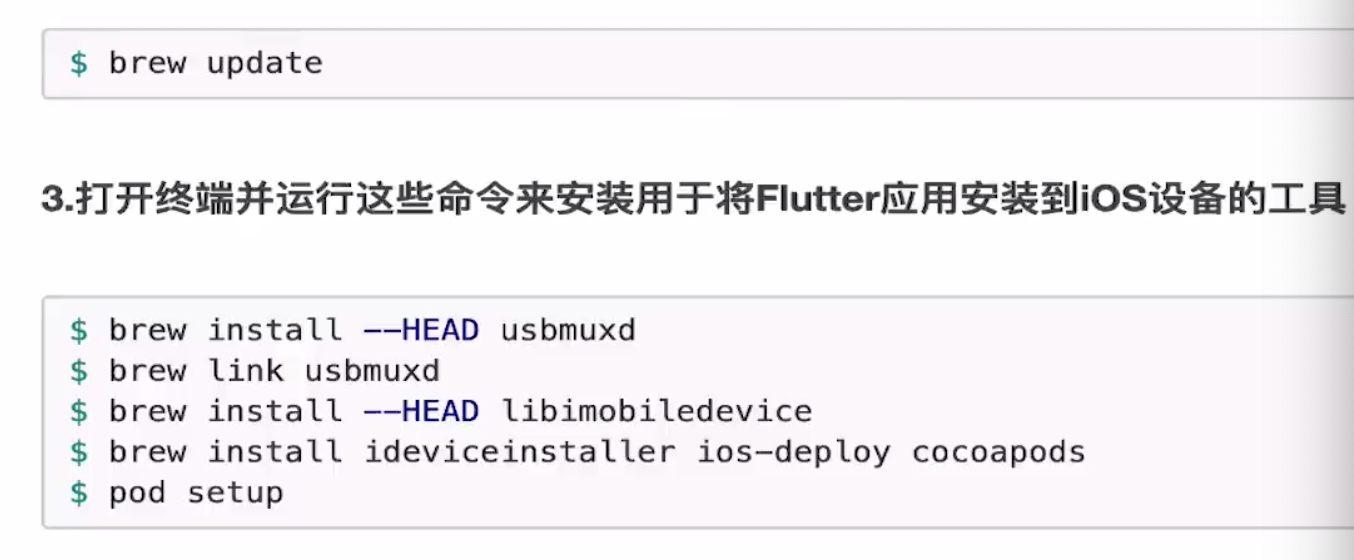 $ brew update
3.打开终端并运行这些命令来安装用于将Flutter应用安装到iOS设备的工具
$ brew install --HEAD usbmuxd
$ brew link usbmuxd
$ brew install --HEAD libimobiledevice
$ brew install ideviceinstaller ios-deploy cocoapods
$ pod setup